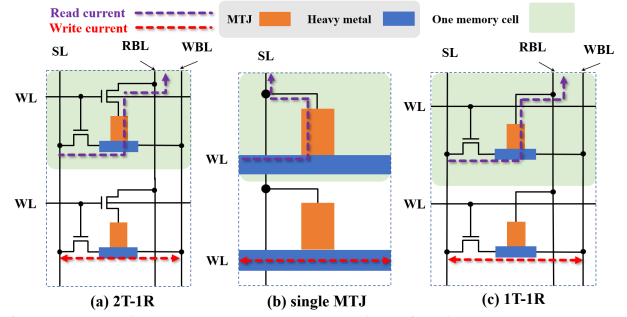 Read current
Write current
MTJ
Heavy metal
One memory cell
SL
RBL
WBL
WL
WL
(a) 2T-1R
SL
WL
WL
(b) single MTJ
SL
RBL
WBL
WL
WL
(c) 1T-1R